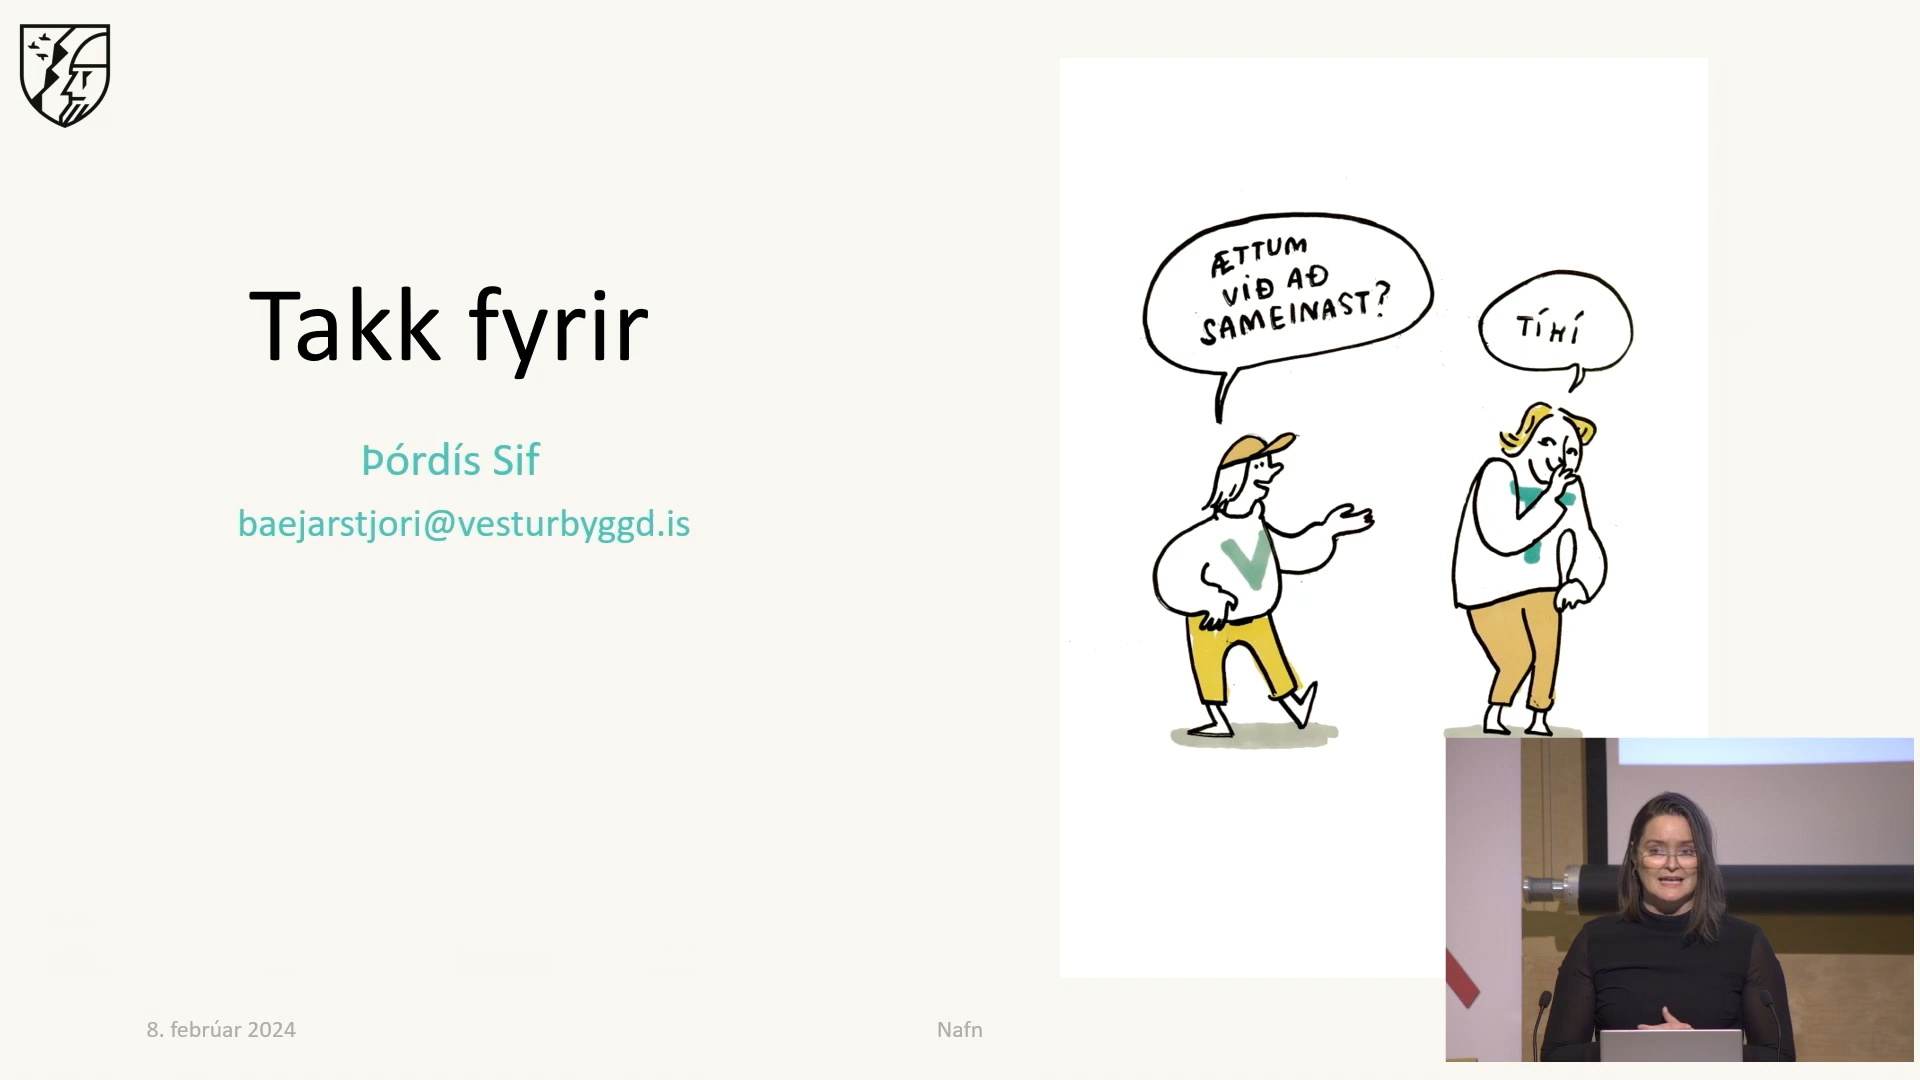 Takk fyrir
Þórdís Sif
baejarstjori@vesturbyggd.is
ÆTTUM
VIÐ AÐ
SAMEINAST?
TÍHÍ
V
T
8. febrúar 2024
Nafn